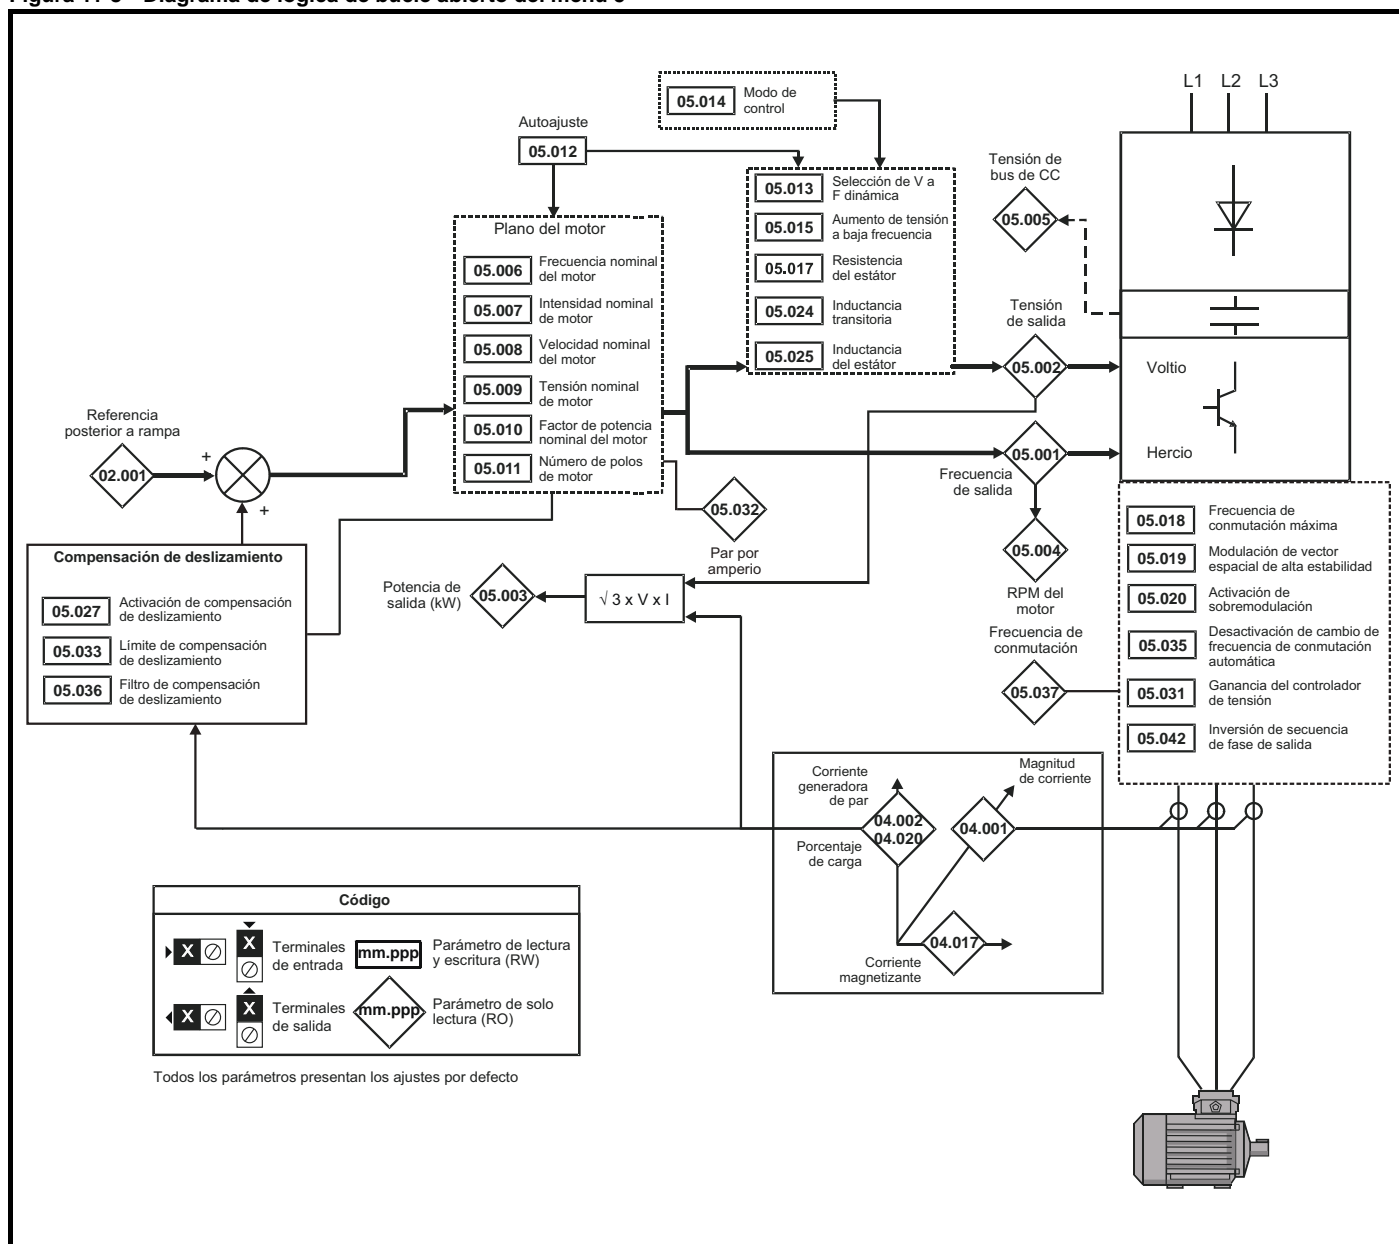 05.014
Modo de
control
L1 L2 L3
Autoajuste
05.012
Tensión de
bus de CC
05.005
05.013
Selección de V a
F dinámica
05.015
Aumento de tensión
a baja frecuencia
05.017
Resistencia
del estátor
05.024
Inductancia
transitoria
05.025
Inductancia
del estátor
Plano del motor
05.006
Frecuencia nominal
del motor
05.007
Intensidad nominal
de motor
05.008
Velocidad nominal
del motor
05.009
Tensión nominal
de motor
05.010
Factor de potencia
nominal del motor
05.011
Número de polos
de motor
Tensión
de salida
05.002
Voltio
Referencia
posterior a rampa
02.001
+
+
05.001
Frecuencia
de salida
Hercio
05.032
Par por
amperio
05.004
RPM del
motor
Compensación de deslizamiento
05.027
Activación de compensación
de deslizamiento
05.033
Límite de compensación
de deslizamiento
05.036
Filtro de compensación
de deslizamiento
Potencia de
salida (kW)
05.003
√ 3 x V x I
Frecuencia de
conmutación
05.037
05.018
Frecuencia de
conmutación máxima
05.019
Modulación de vector
espacial de alta estabilidad
05.020
Activación de
sobremodulación
05.035
Desactivación de cambio de
frecuencia de conmutación
automática
05.031
Ganancia del controlador
de tensión
05.042
Inversión de secuencia
de fase de salida
Corriente
generadora
de par
04.002
04.020
Porcentaje
de carga
Magnitud
de corriente
04.001
04.017
Corriente
magnetizante
Código
X
X
Terminales
de entrada
mm.ppp
Parámetro de lectura
y escritura (RW)
X
X
Terminales
de salida
mm.ppp
Parámetro de solo
lectura (RO)
Todos los parámetros presentan los ajustes por defecto